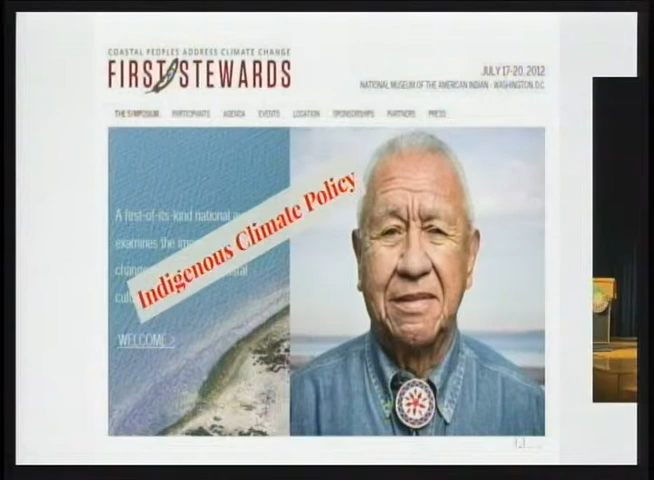 COASTAL PEOPLES ADDRESS CLIMATE CHANGE
FIRST STEWARDS
JULY 17-20, 2012
NATIONAL MUSEUM OF THE AMERICAN INDIAN · WASHINGTON, D.C.
THE SYMPOSIUM PARTICIPANTS AGENDA EVENTS LOCATION SPONSORSHIPS PARTNERS PRESS
A first-of-its-kind national
examines the
Indigenous Climate Policy
WELCOME >